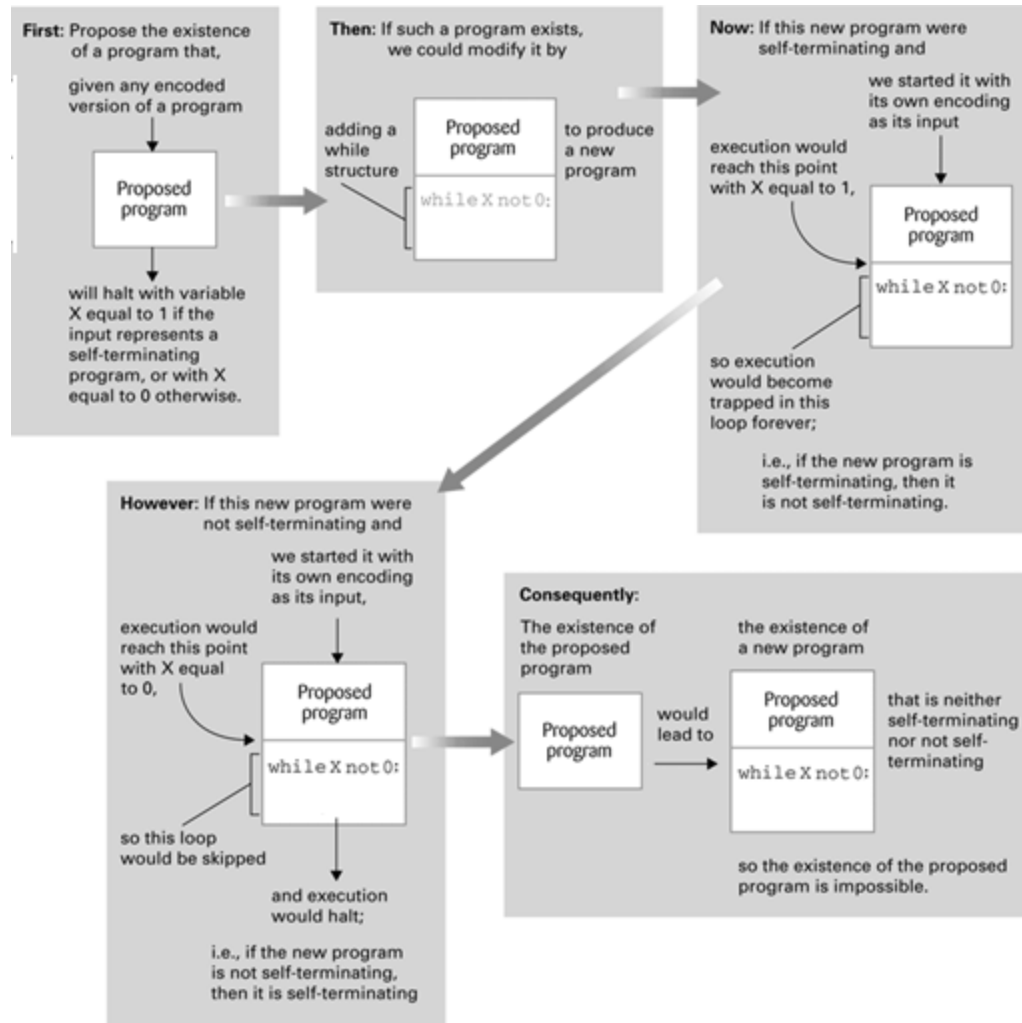 First: Propose the existence
of a program that,
given any encoded
version of a program
Proposed
program
will halt with variable
X equal to 1 if the
input represents a
self-terminating
program, or with X
equal to 0 otherwise.
Then: If such a program exists,
we could modify it by
adding a
while
structure
Proposed
program
while X not 0:
to produce
a new
program
Now: If this new program were
self-terminating and
we started it with
its own encoding
as its input
execution would
reach this point
with X equal to 1,
Proposed
program
while X not 0:
so execution
would become
trapped in this
loop forever;
i.e., if the new program is
self-terminating, then it
is not self-terminating.
However: If this new program were
not self-terminating and
we started it with
its own encoding
as its input,
execution would
reach this point
with X equal
to 0,
Proposed
program
while X not 0:
so this loop
would be skipped
and execution
would halt;
i.e., if the new program
is not self-terminating,
then it is self-terminating
Consequently:
The existence of
the proposed
program
Proposed
program
would
lead to
the existence of
a new program
Proposed
program
while X not 0:
that is neither
self-terminating
nor not self-
terminating
so the existence of the proposed
program is impossible.